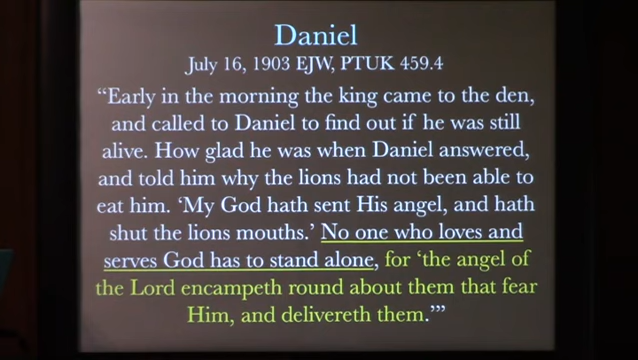 Daniel
July 16, 1903 EJW, PTUK 459.4
“Early in the morning the king came to the den,
and called to Daniel to find out if he was still
alive. How glad he was when Daniel answered,
and told him why the lions had not been able to
eat him. ‘My God hath sent His angel, and hath
shut the lions mouths.’ No one who loves and
serves God has to stand alone, for ‘the angel of
the Lord encampeth round about them that fear
Him, and delivereth them.’”